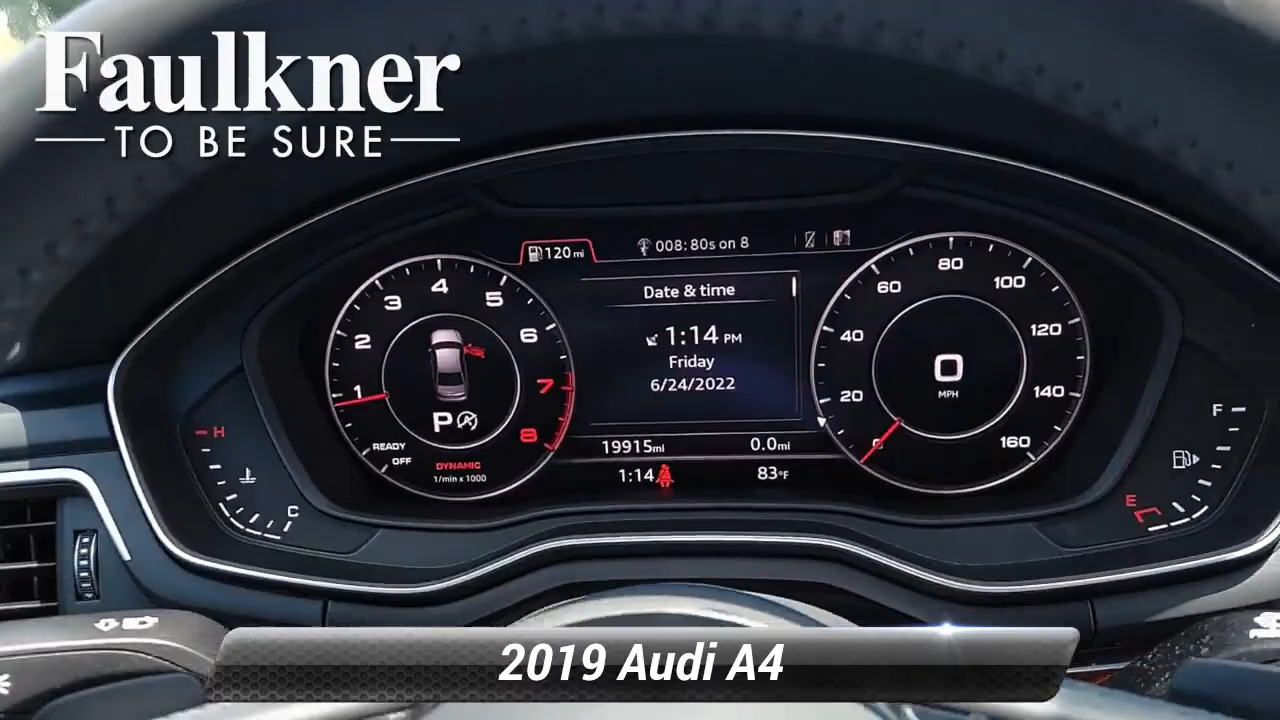 Faulkner
TO BE SURE
120 mi
008:80s on 8
Date & time
1:14 PM
Friday
6/24/2022
19915mi
0.0mi
1:14
83°F
1
2
3
4
5
6
7
8
P
READY
OFF
DYNAMIC
1/min x 1000
0
20
40
60
80
100
120
140
160
0
MPH
H
C
F
E
2019 Audi A4